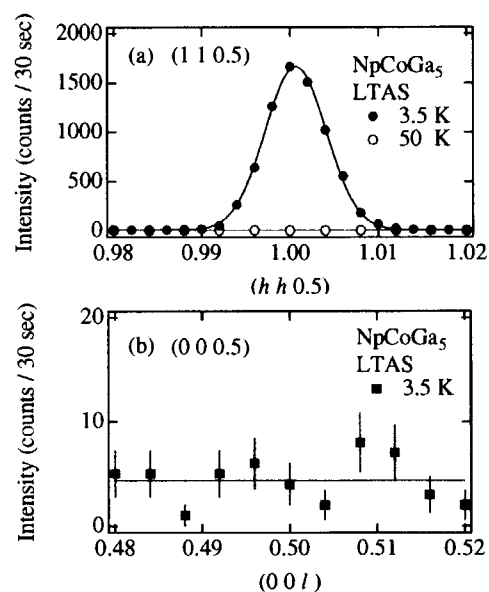 2000
1500
1000
500
0
Intensity (counts / 30 sec)
(a) (1 1 0.5)
NpCoGa₅
LTAS
● 3.5 K
○ 50 K
0.98 0.99 1.00 1.01 1.02
(h h 0.5)
20
10
0
Intensity (counts / 30 sec)
(b) (0 0 0.5)
NpCoGa₅
LTAS
■ 3.5 K
0.48 0.49 0.50 0.51 0.52
(0 0 l)